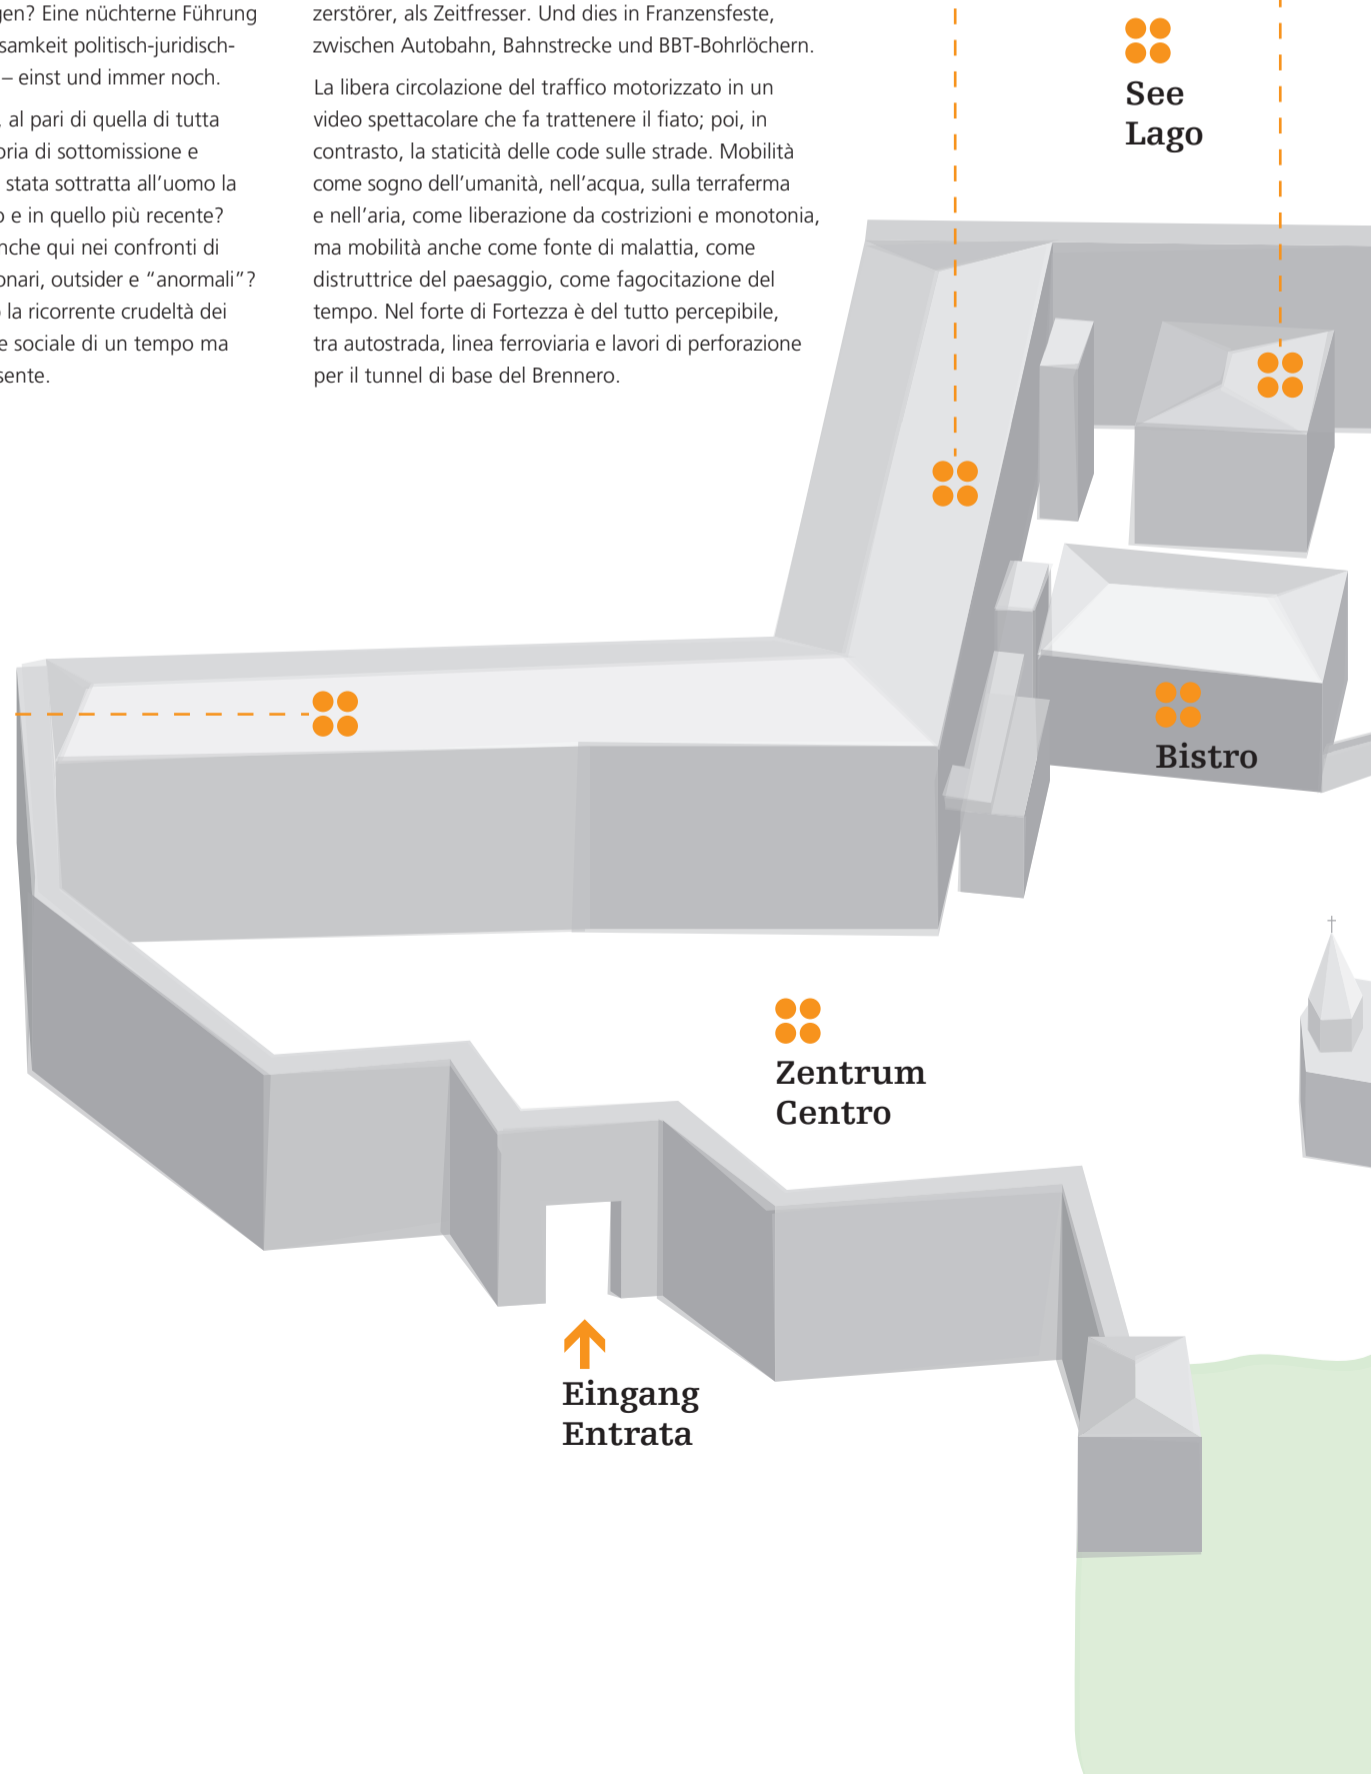 gen? Eine nüchterne Führung
samkeit politisch-juridisch-
– einst und immer noch.
, al pari di quella di tutta
oria di sottomissione e
stata sottratta all’uomo la
o e in quello più recente?
nche qui nei confronti di
onari, outsider e “anormali”?
la ricorrente crudeltà dei
e sociale di un tempo ma
sente.
zerstörer, als Zeitfresser. Und dies in Franzensfeste,
zwischen Autobahn, Bahnstrecke und BBT-Bohrlöchern.
La libera circolazione del traffico motorizzato in un
video spettacolare che fa trattenere il fiato; poi, in
contrasto, la staticità delle code sulle strade. Mobilità
come sogno dell’umanità, nell’acqua, sulla terraferma
e nell’aria, come liberazione da costrizioni e monotonia,
ma mobilità anche come fonte di malattia, come
distruttrice del paesaggio, come fagocitazione del
tempo. Nel forte di Fortezza è del tutto percepibile,
tra autostrada, linea ferroviaria e lavori di perforazione
per il tunnel di base del Brennero.
See
Lago
Bistro
Zentrum
Centro
Eingang
Entrata